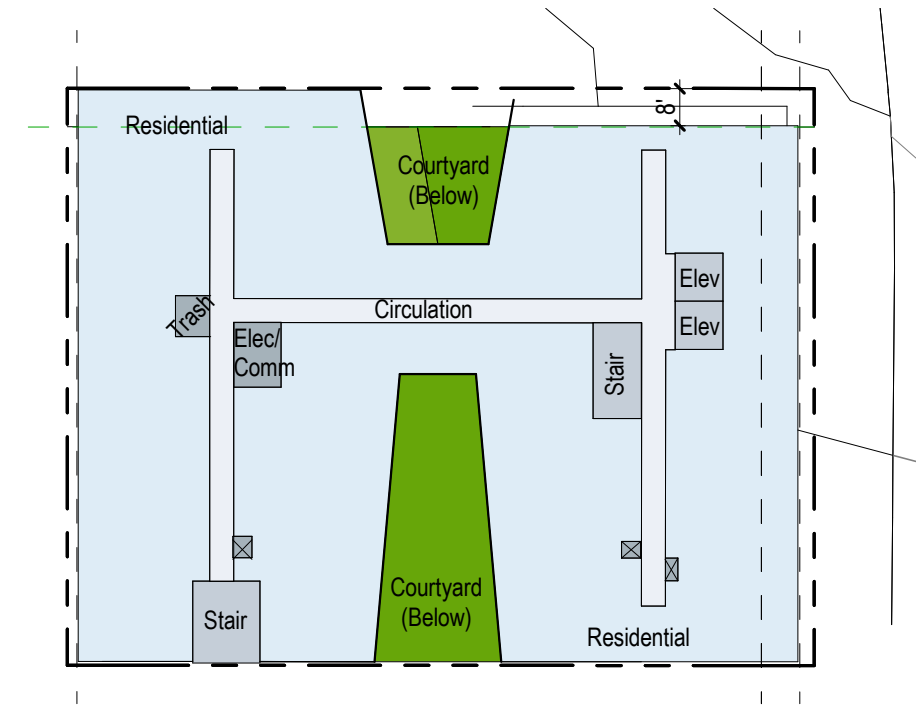 Residential
8'
Courtyard
(Below)
Elev
Trash
Circulation
Elev
Elec/
Comm
Stair
Courtyard
(Below)
Stair
Residential